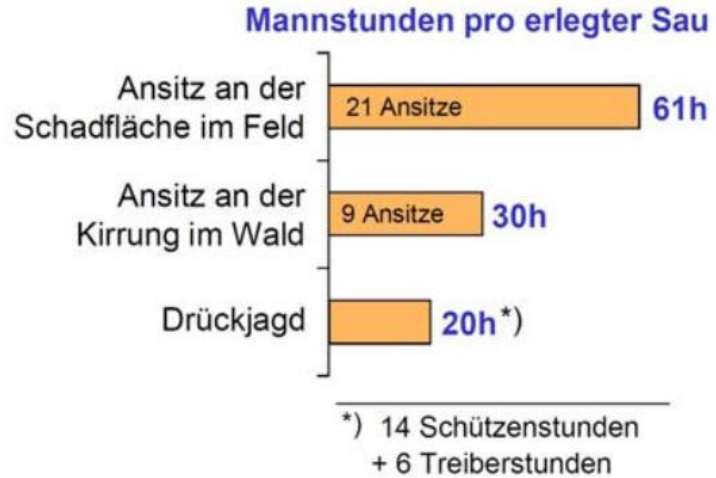 Mannstunden pro erlegter Sau
Ansitz an der
Schadfläche im Feld
21 Ansitze
61h
Ansitz an der
Kirrung im Wald
9 Ansitze
30h
Drückjagd
20h*)
*) 14 Schützenstunden
+ 6 Treiberstunden